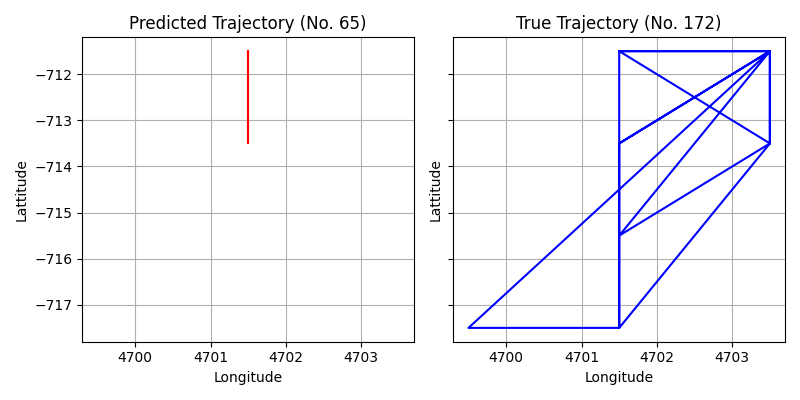 Predicted Trajectory (No. 65)
True Trajectory (No. 172)
Lattitude
−712
−713
−714
−715
−716
−717
4700
4701
4702
4703
Longitude
Lattitude
4700
4701
4702
4703
Longitude